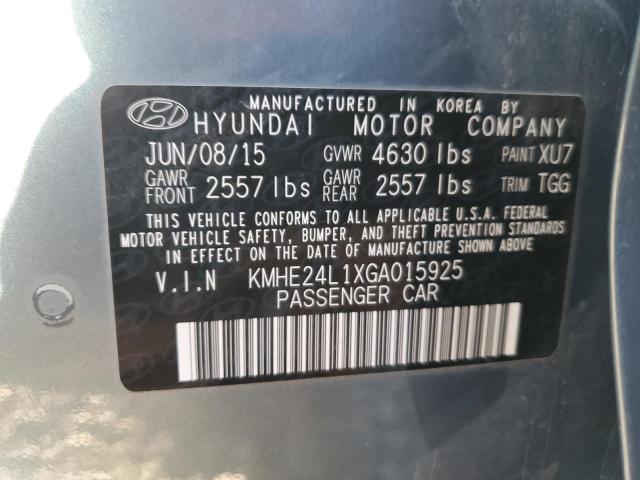 MANUFACTURED IN KOREA BY
HYUNDAI MOTOR COMPANY
JUN/08/15 GVWR 4630 lbs PAINT XU7
GAWR FRONT 2557 lbs GAWR REAR 2557 lbs TRIM TGG
THIS VEHICLE CONFORMS TO ALL APPLICABLE U.S.A. FEDERAL
MOTOR VEHICLE SAFETY, BUMPER, AND THEFT PREVENTION STANDARDS
IN EFFECT ON THE DATE OF MANUFACTURE SHOWN ABOVE.
V.I.N KMHE24L1XGA015925
PASSENGER CAR